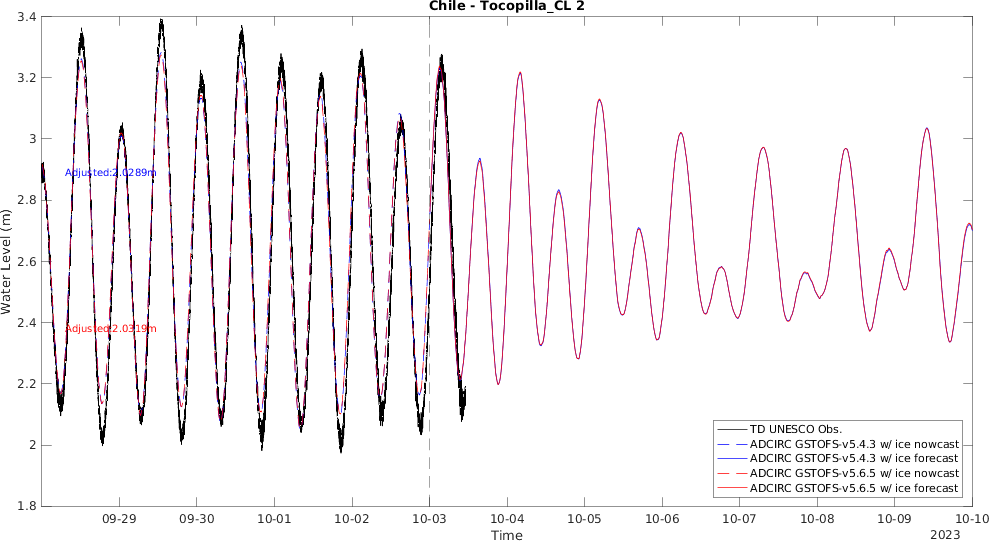 Chile - Tocopilla_CL 2
3.4
3.2
3
2.8
2.6
2.4
2.2
2
1.8
Water Level (m)
Adjusted:2.0289m
Adjusted:2.0319m
TD UNESCO Obs.
ADCIRC GSTOFS-v5.4.3 w/ ice nowcast
ADCIRC GSTOFS-v5.4.3 w/ ice forecast
ADCIRC GSTOFS-v5.6.5 w/ ice nowcast
ADCIRC GSTOFS-v5.6.5 w/ ice forecast
09-29 09-30 10-01 10-02 10-03 10-04 10-05 10-06 10-07 10-08 10-09 10-10
Time
2023